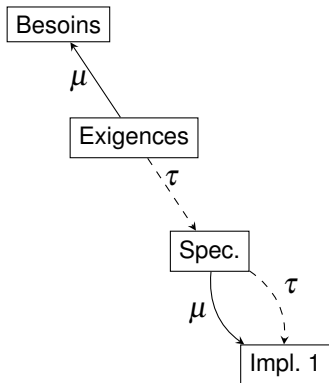 Besoins
μ
Exigences
τ
Spec.
μ
τ
Impl. 1